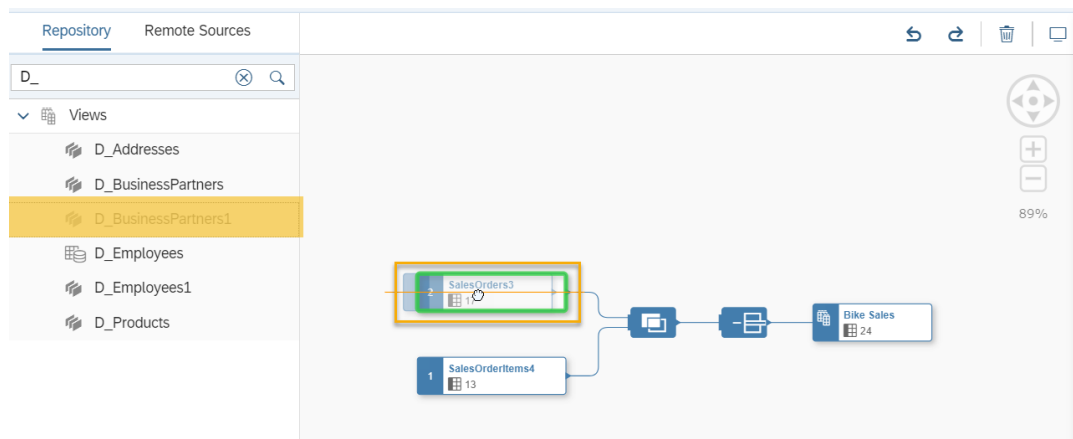 Repository Remote Sources
D_
Views
D_Addresses
D_BusinessPartners
D_BusinessPartners1
D_Employees
D_Employees1
D_Products
89%
2 SalesOrders3
17
Bike Sales
24
1 SalesOrderItems4
13